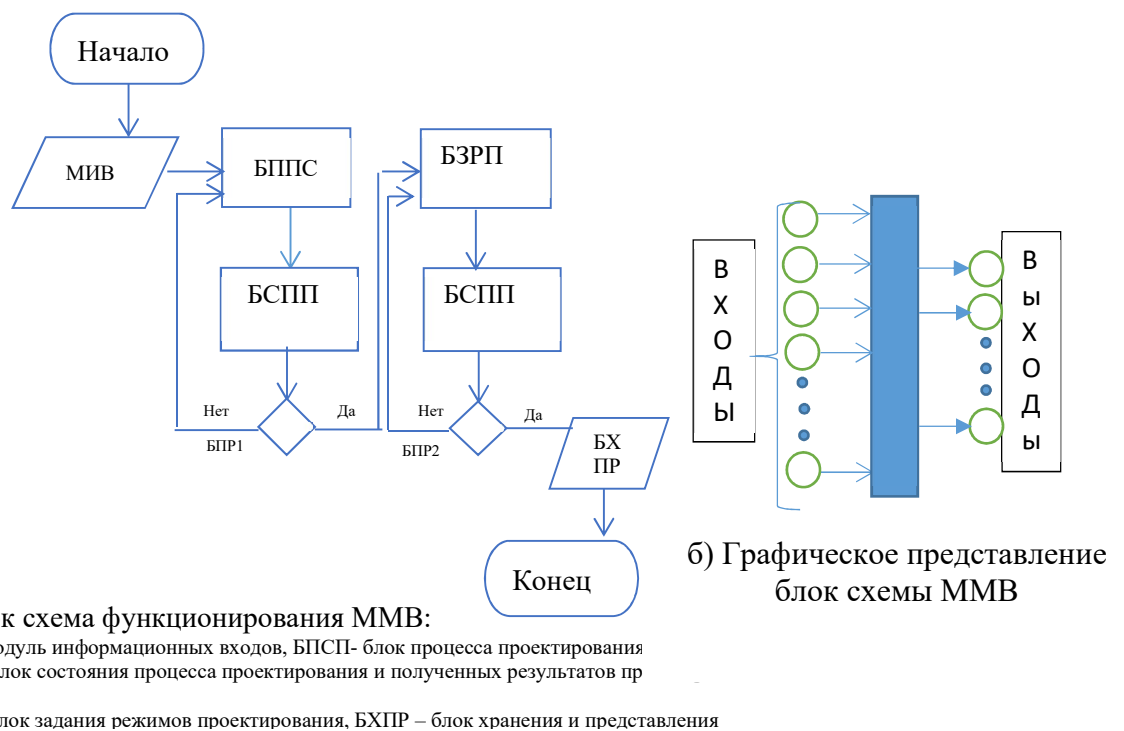 Начало
МИВ
БППС
БЗРП
БСПП
БСПП
Нет
Да
БПР1
Нет
Да
БПР2
БХ
ПР
Конец
В
Х
О
Д
Ы
В
ы
Х
О
Д
ы
б) Графическое представление
блок схемы ММВ
к схема функционирования ММВ:
одуль информационных входов, БПСП- блок процесса проектирования
лок состояния процесса проектирования и полученных результатов пр
лок задания режимов проектирования, БХПР – блок хранения и представления